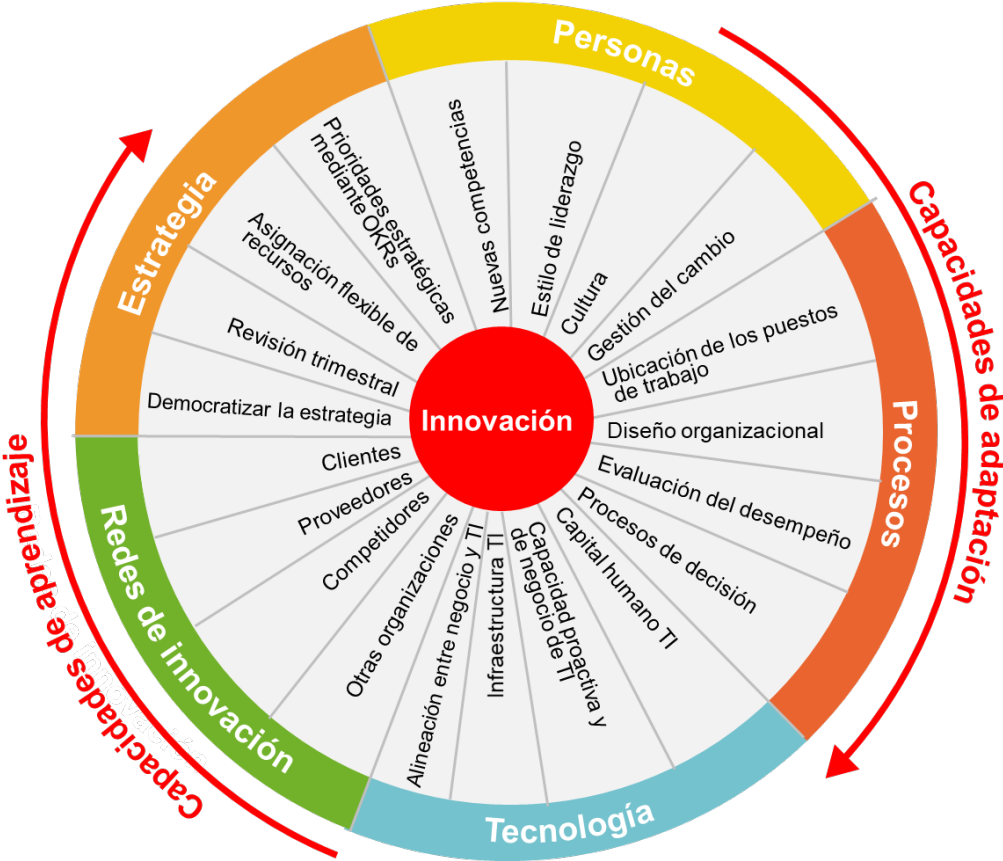 Personas
Nuevas competencias
Estilo de liderazgo
Cultura
Gestión del cambio
Procesos
Ubicación de los puestos
de trabajo
Diseño organizacional
Evaluación del desempeño
Procesos de decisión
Tecnología
Capital humano TI
Capacidad proactiva y
de negocio de TI
Infraestructura TI
Alineación entre negocio y TI
Redes de innovación
Otras organizaciones
Competidores
Proveedores
Clientes
Estrategia
Democratizar la estrategia
Revisión trimestral
Asignación flexible de
recursos
Prioridades estratégicas
mediante OKRs
Innovación
Capacidades de adaptación
Capacidades de aprendizaje